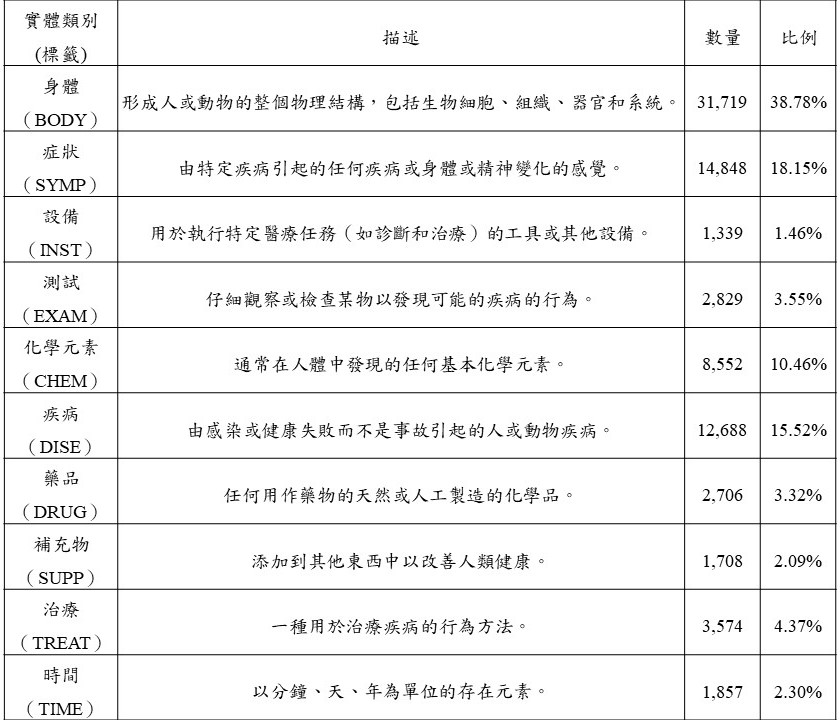 實體類別
(標籤)
描述
數量
比例
身體
(BODY)
形成人或動物的整個物理結構，包括生物細胞、組織、器官和系統。
31,719
38.78%
症狀
(SYMP)
由特定疾病引起的任何疾病或身體或精神變化的感覺。
14,848
18.15%
設備
(INST)
用於執行特定醫療任務(如診斷和治療)的工具或其他設備。
1,339
1.46%
測試
(EXAM)
仔細觀察或檢查某物以發現可能的疾病的行為。
2,829
3.55%
化學元素
(CHEM)
通常在人體中發現的任何基本化學元素。
8,552
10.46%
疾病
(DISE)
由感染或健康失敗而不是事故引起的人或動物疾病。
12,688
15.52%
藥品
(DRUG)
任何用作藥物的天然或人工製造的化學品。
2,706
3.32%
補充物
(SUPP)
添加到其他東西中以改善人類健康。
1,708
2.09%
治療
(TREAT)
一種用於治療疾病的行為方法。
3,574
4.37%
時間
(TIME)
以分鐘、天、年為單位的存在元素。
1,857
2.30%